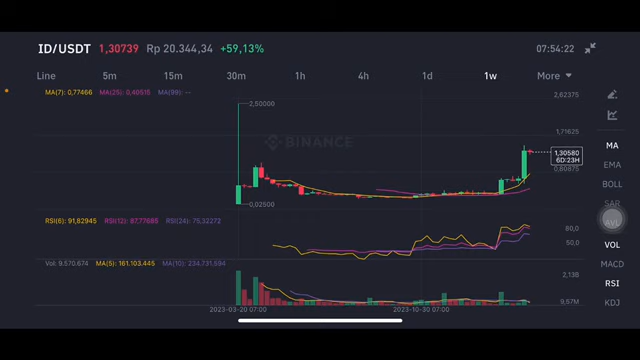 ID/USDT 1,30739 Rp 20.344,34 +59,13% 07:54:22
Line 5m 15m 30m 1h 4h 1d 1w More
MA(7): 0,77466 MA(25): 0,40515 MA(99): --
2,62375
2,50000
1,71625
BINANCE
MA
1,30580
6D:23H
EMA
0,80875
BOLL
0,02500
SAR
AVL
RSI(6): 91,82945 RSI(12): 87,77685 RSI(24): 75,32272
80,0
50,0
VOL
Vol: 9.570.674 MA(5): 161.103.445 MA(10): 234.731.594
MACD
2,13B
RSI
9,57M
KDJ
2023-03-20 07:00 2023-10-30 07:00